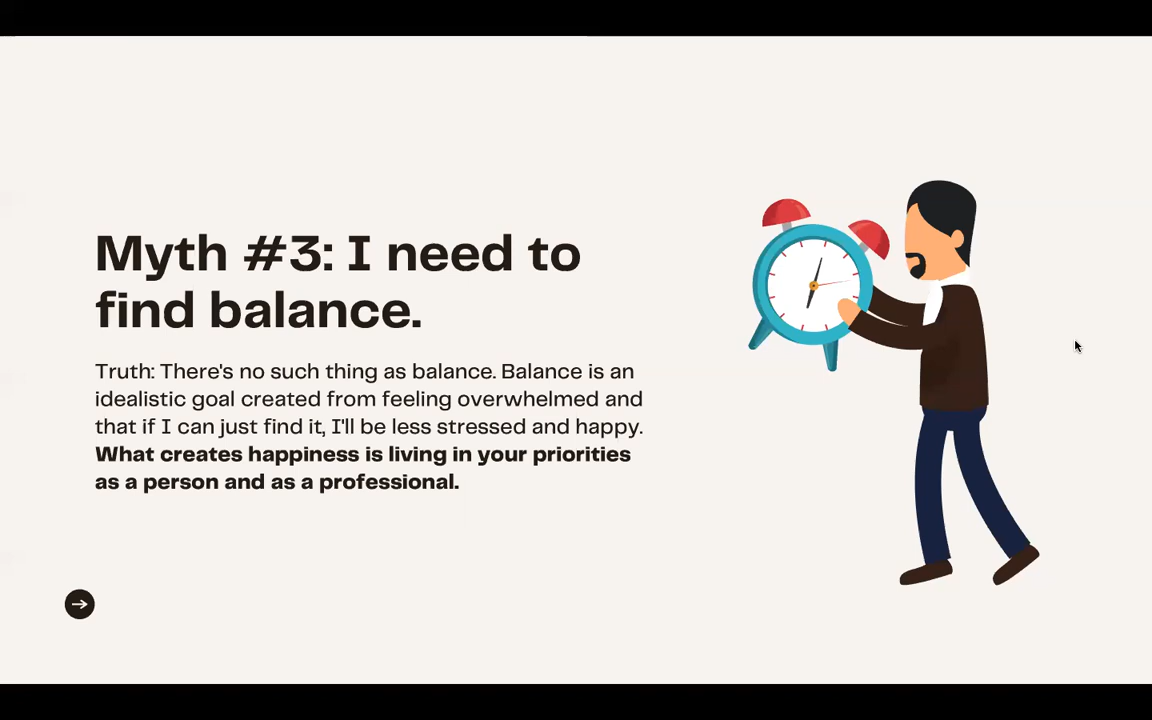 Myth #3: I need to
find balance.
Truth: There's no such thing as balance. Balance is an
idealistic goal created from feeling overwhelmed and
that if I can just find it, I'll be less stressed and happy.
What creates happiness is living in your priorities
as a person and as a professional.